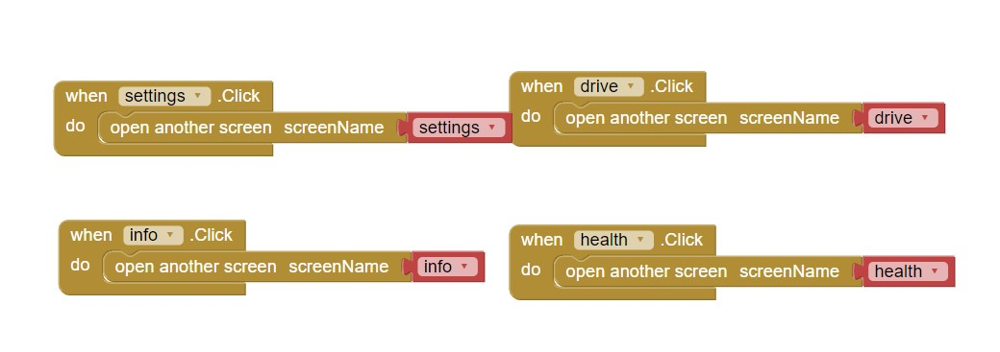 when settings .Click
do open another screen screenName settings
when drive .Click
do open another screen screenName drive
when info .Click
do open another screen screenName info
when health .Click
do open another screen screenName health